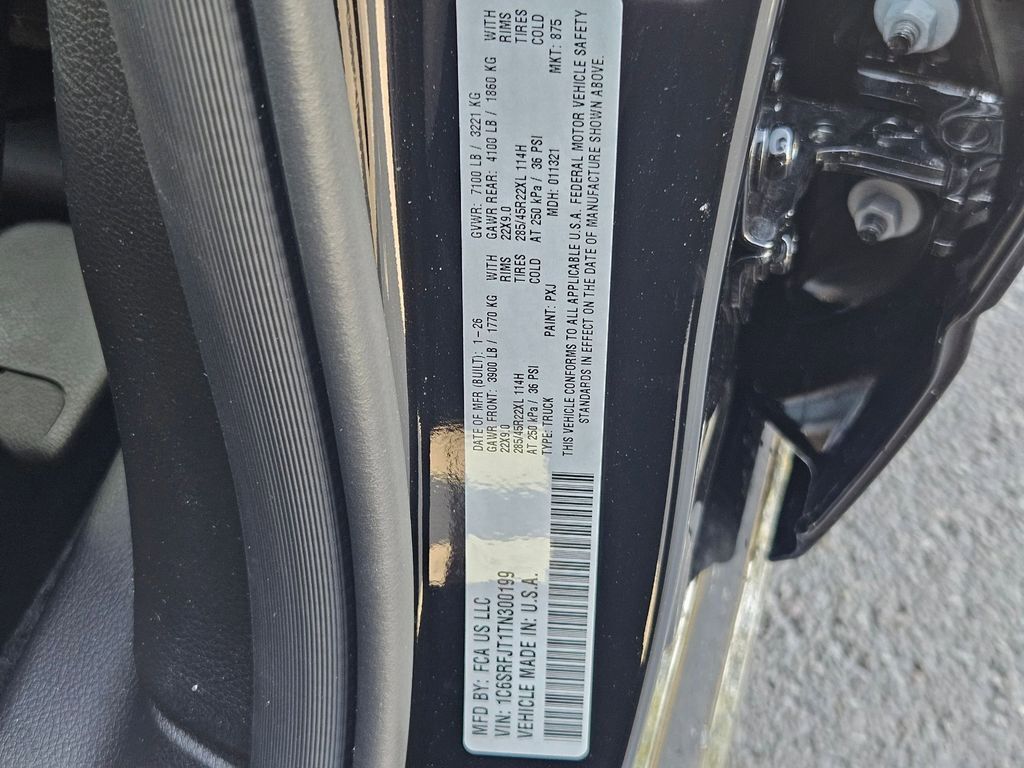 MFD BY: FCA US LLC
VIN: 1C6SRFJT1TN300199
VEHICLE MADE IN: U.S.A.
DATE OF MFR (BUILT): 1-26 GVWR: 7100 LB / 3221 KG
GAWR FRONT: 3900 LB / 1770 KG WITH GAWR REAR: 4100 LB / 1860 KG WITH
22X9.0 RIMS 22X9.0 RIMS
285/45R22XL 114H TIRES 285/45R22XL 114H TIRES
AT 250 kPa / 36 PSI COLD AT 250 kPa / 36 PSI COLD
TYPE: TRUCK PAINT: PXJ MDH: 011321 MKT: 875
THIS VEHICLE CONFORMS TO ALL APPLICABLE U.S.A. FEDERAL MOTOR VEHICLE SAFETY
STANDARDS IN EFFECT ON THE DATE OF MANUFACTURE SHOWN ABOVE.